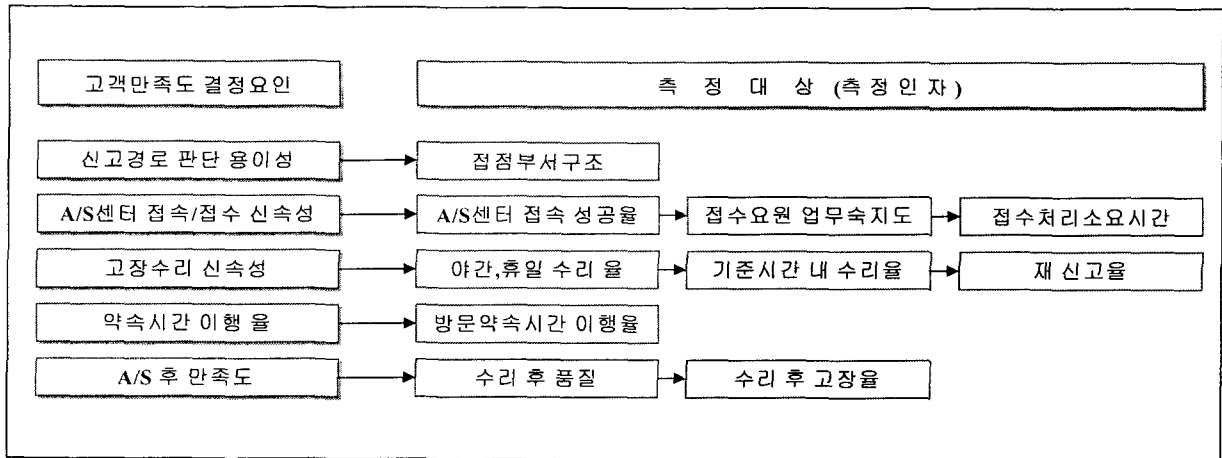 고객만족도 결정요인 측 정 대 상 (측정인자)
신고경로 판단 용이성 접점부서구조
A/S센터 접속/접수 신속성 A/S센터 접속 성공율 접수요원 업무숙지도 접수처리소요시간
고장수리 신속성 야간,휴일 수리 율 기준시간 내 수리율 재 신고율
약속시간 이행 율 방문약속시간 이행율
A/S 후 만족도 수리 후 품질 수리 후 고장율